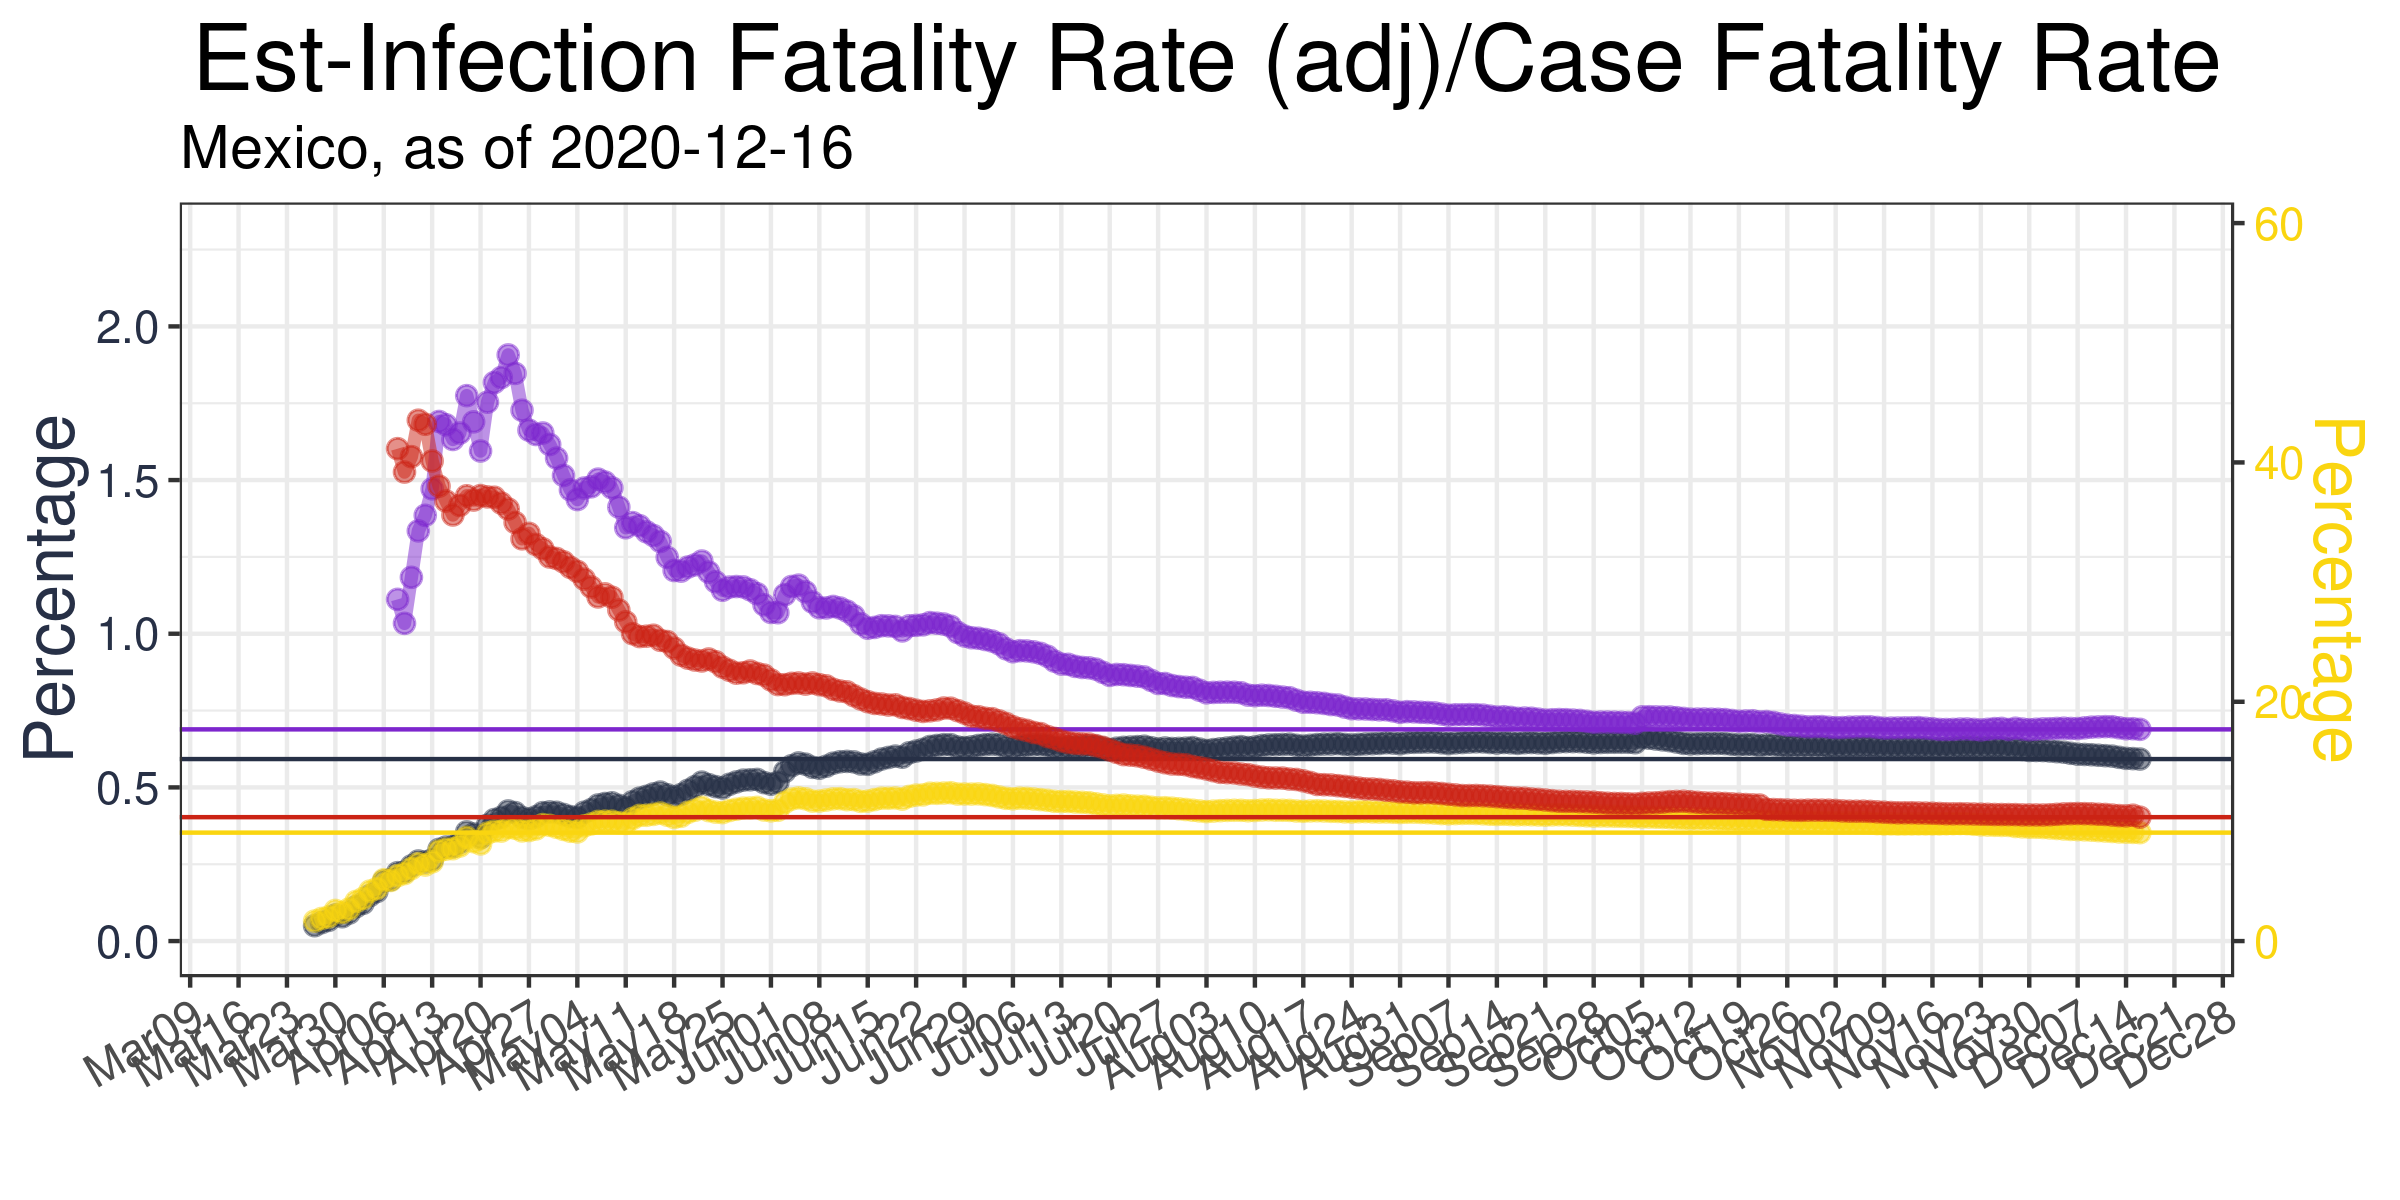 Est-Infection Fatality Rate (adj)/Case Fatality Rate
Mexico, as of 2020-12-16
Percentage
2.0
1.5
1.0
0.5
0.0
60
40
20
0
Percentage
Mar09
Mar16
Mar23
Mar30
Apr06
Apr13
Apr20
Apr27
May04
May11
May18
May25
Jun01
Jun08
Jun15
Jun22
Jun29
Jul06
Jul13
Jul20
Jul27
Aug03
Aug10
Aug17
Aug24
Aug31
Sep07
Sep14
Sep21
Sep28
Oct05
Oct12
Oct19
Oct26
Nov02
Nov09
Nov16
Nov23
Nov30
Dec07
Dec14
Dec21
Dec28